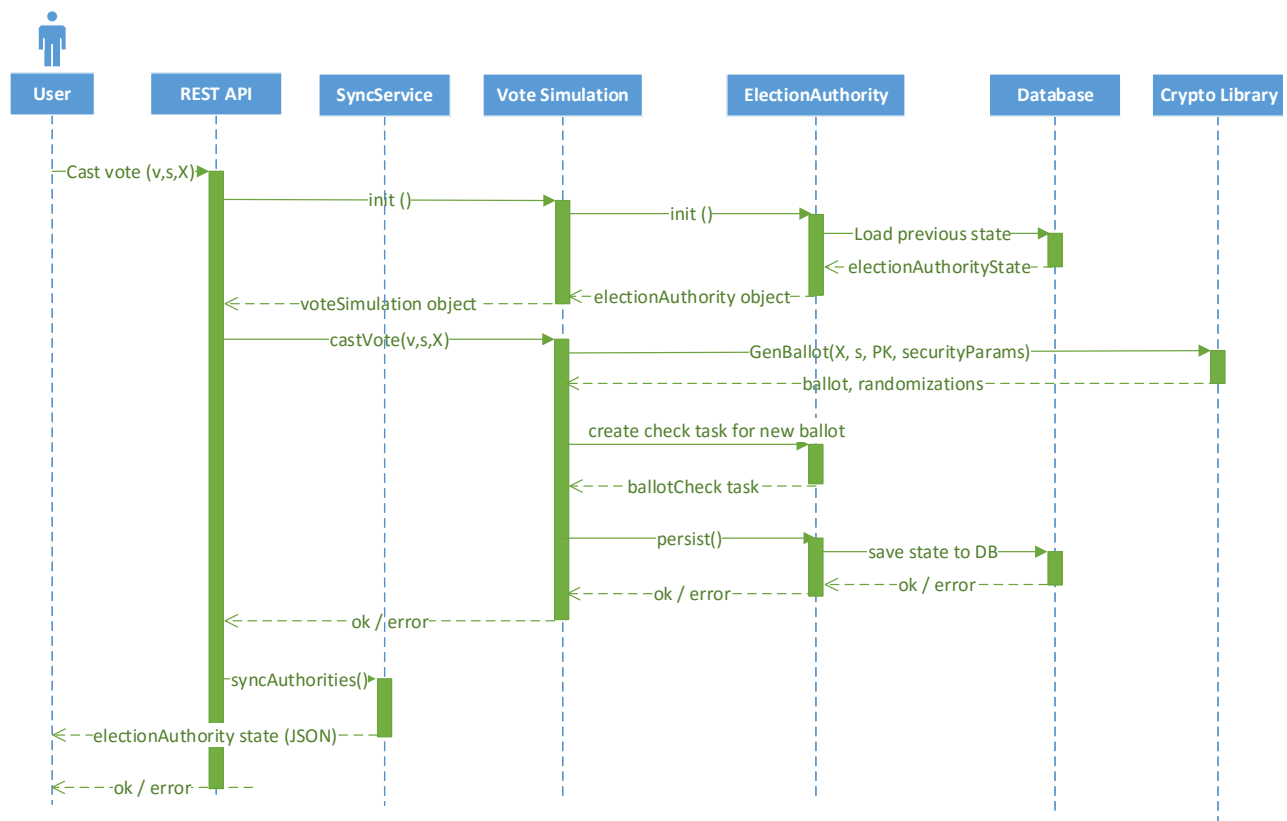 User
REST API
SyncService
Vote Simulation
ElectionAuthority
Database
Crypto Library
Cast vote (v,s,X)
init ()
init ()
Load previous state
electionAuthorityState
electionAuthority object
voteSimulation object
castVote(v,s,X)
GenBallot(X, s, PK, securityParams)
ballot, randomizations
create check task for new ballot
ballotCheck task
persist()
save state to DB
ok / error
ok / error
ok / error
syncAuthorities()
electionAuthority state (JSON)
ok / error